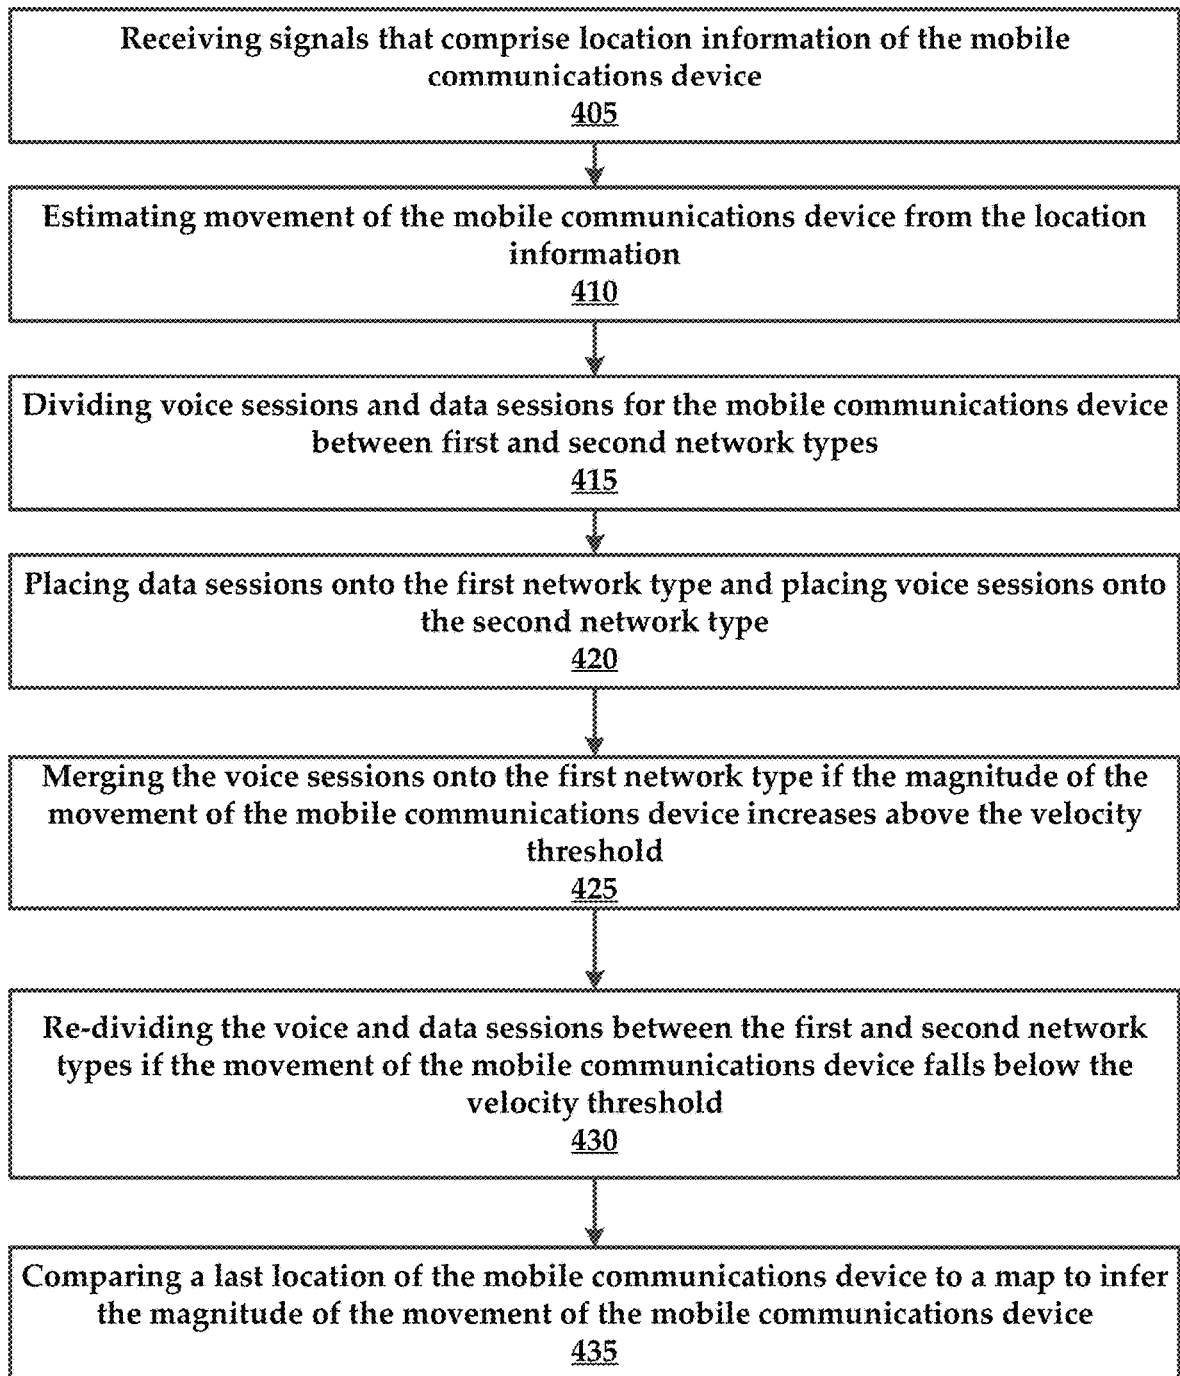 Receiving signals that comprise location information of the mobile
communications device
405
Estimating movement of the mobile communications device from the location
information
410
Dividing voice sessions and data sessions for the mobile communications device
between first and second network types
415
Placing data sessions onto the first network type and placing voice sessions onto
the second network type
420
Merging the voice sessions onto the first network type if the magnitude of the
movement of the mobile communications device increases above the velocity
threshold
425
Re-dividing the voice and data sessions between the first and second network
types if the movement of the mobile communications device falls below the
velocity threshold
430
Comparing a last location of the mobile communications device to a map to infer
the magnitude of the movement of the mobile communications device
435